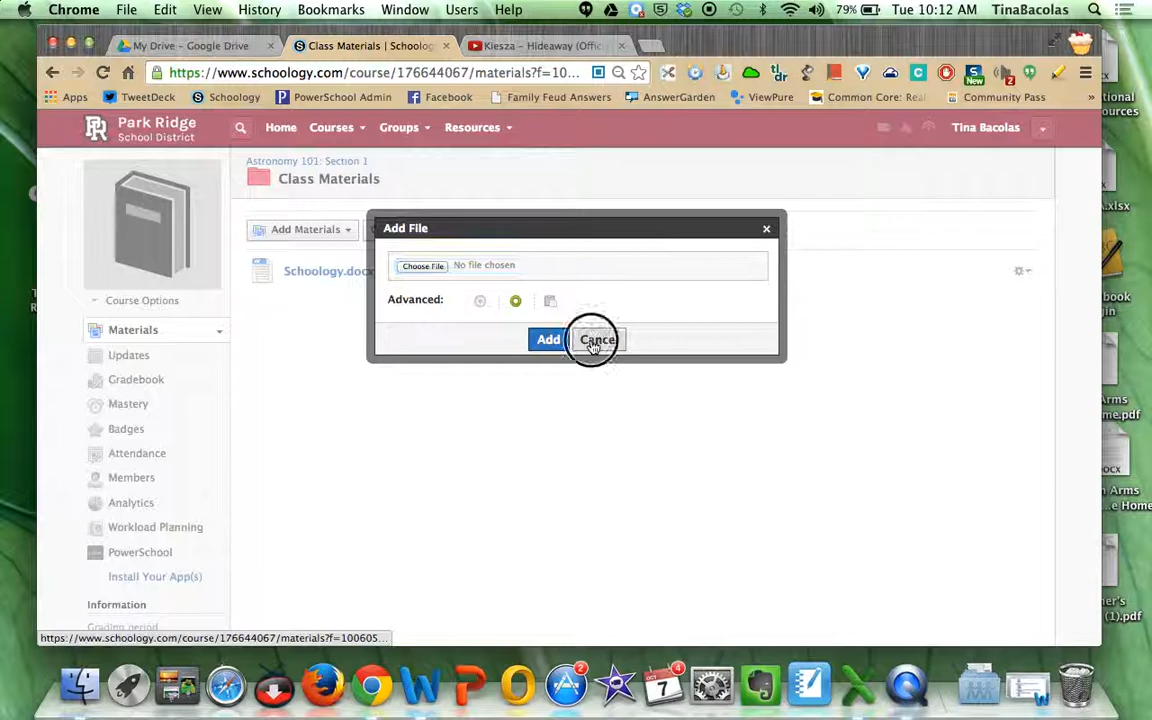 Chrome File Edit View History Bookmarks Window Users Help 79% Tue 10:12 AM TinaBacolas
My Drive - Google Drive Class Materials | Schoolog Kiesza - Hideaway (Offic
https://www.schoology.com/course/176644067/materials?f=10...
Apps TweetDeck Schoology PowerSchool Admin Facebook Family Feud Answers AnswerGarden ViewPure Common Core: Rea Community Pass
Park Ridge
School District
Home Courses Groups Resources Tina Bacolas
Astronomy 101: Section 1
Class Materials
Add File
Add Materials
Choose File No file chosen
Schoology.docx
Advanced:
Add Cance
Course Options
Materials
Updates
Gradebook
Mastery
Badges
Attendance
Members
Analytics
Workload Planning
PowerSchool
Install Your App(s)
Information
Grading period
https://www.schoology.com/course/176644067/materials?f=100605...